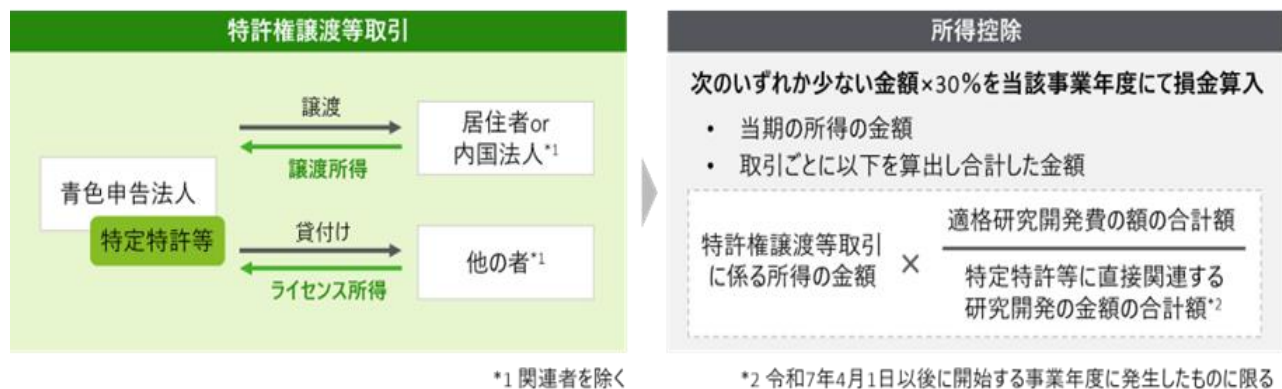 特許権譲渡等取引
譲渡
譲渡所得
居住者or
内国法人*1
青色申告法人
特定特許等
貸付け
ライセンス所得
他の者*1
*1 関連者を除く
所得控除
次のいずれか少ない金額×30%を当該事業年度にて損金算入
• 当期の所得の金額
• 取引ごとに以下を算出し合計した金額
特許権譲渡等取引
に係る所得の金額
×
適格研究開発費の額の合計額
特定特許等に直接関連する
研究開発の金額の合計額*2
*2 令和7年4月1日以後に開始する事業年度に発生したものに限る